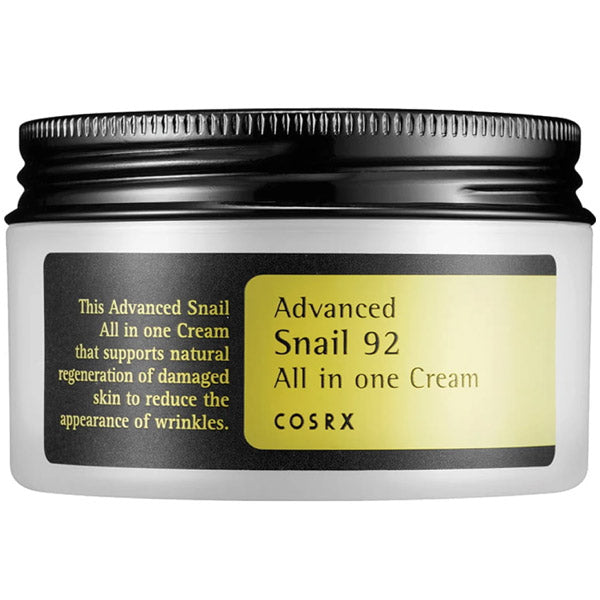 This Advanced Snail
All in one Cream
that supports natural
regeneration of damaged
skin to reduce the
appearance of wrinkles.
Advanced
Snail 92
All in one Cream
COSRX